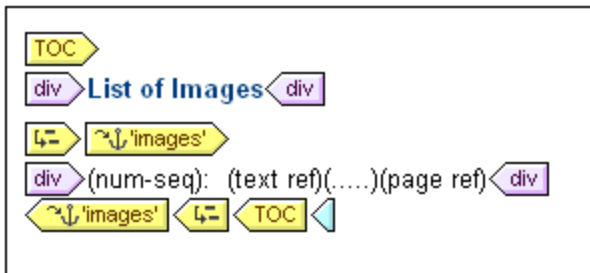 TOC
div List of Images div
'images'
div (num-seq): (text ref)(.....)(page ref) div
'images' TOC